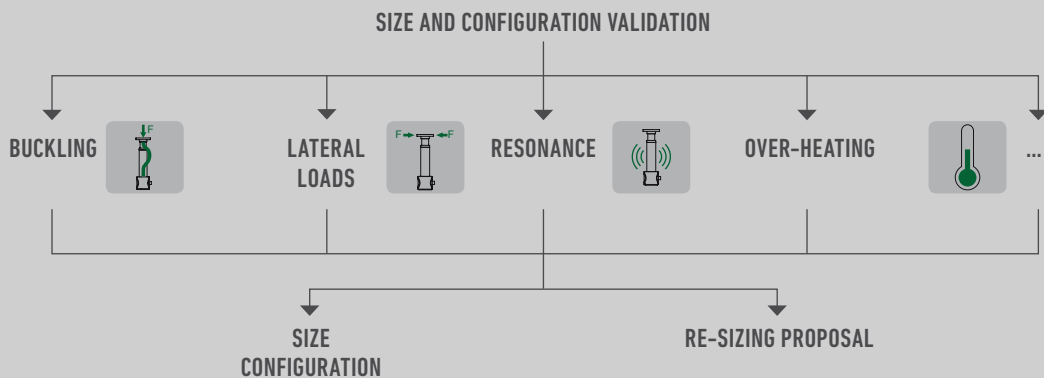 SIZE AND CONFIGURATION VALIDATION
BUCKLING
F
LATERAL
LOADS
F
F
RESONANCE
OVER-HEATING
...
SIZE
CONFIGURATION
RE-SIZING PROPOSAL